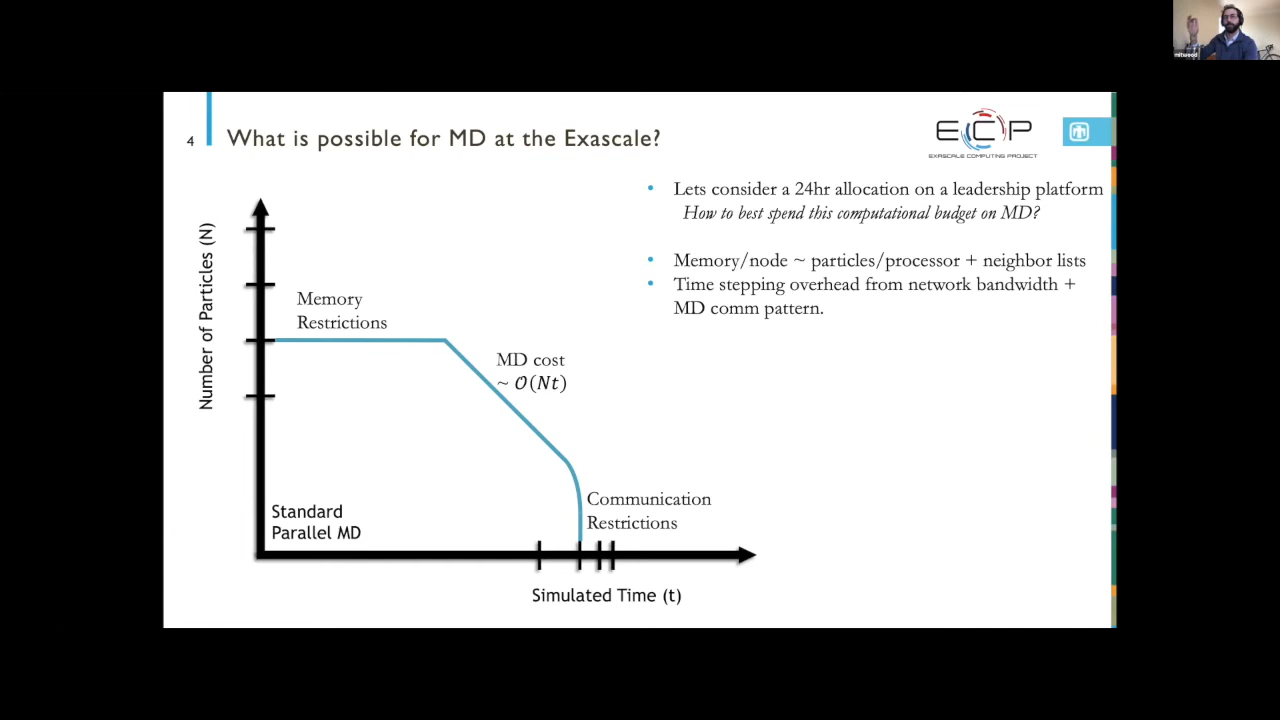 mitwood
4
What is possible for MD at the Exascale?
ECP
EXASCALE COMPUTING PROJECT
Lets consider a 24hr allocation on a leadership platform
How to best spend this computational budget on MD?
Memory/node ~ particles/processor + neighbor lists
Time stepping overhead from network bandwidth +
MD comm pattern.
Number of Particles (N)
Memory
Restrictions
MD cost
~ 𝒪(Nt)
Communication
Restrictions
Standard
Parallel MD
Simulated Time (t)